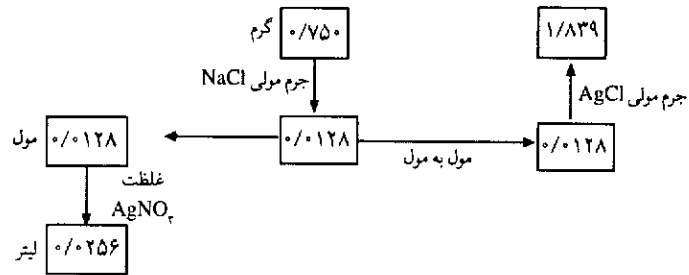 گرم ۰/۷۵۰ ۱/۸۳۹
جرم مولی NaCl جرم مولی AgCl
مول ۰/۰۱۲۸ ۰/۰۱۲۸ ۰/۰۱۲۸
مول به مول
غلظت
AgNO۳
لیتر ۰/۰۲۵۶